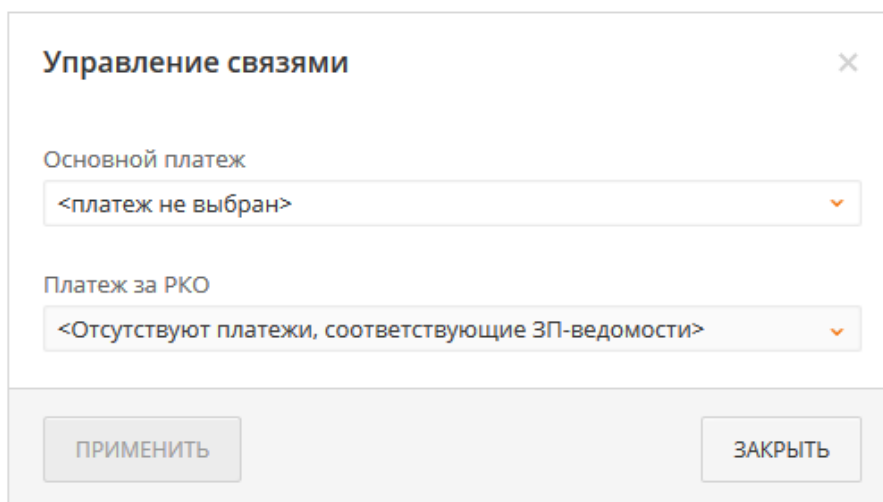 Управление связями
Основной платеж
<платеж не выбран>
Платеж за РКО
<Отсутствуют платежи, соответствующие ЗП-ведомости>
ПРИМЕНИТЬ
ЗАКРЫТЬ